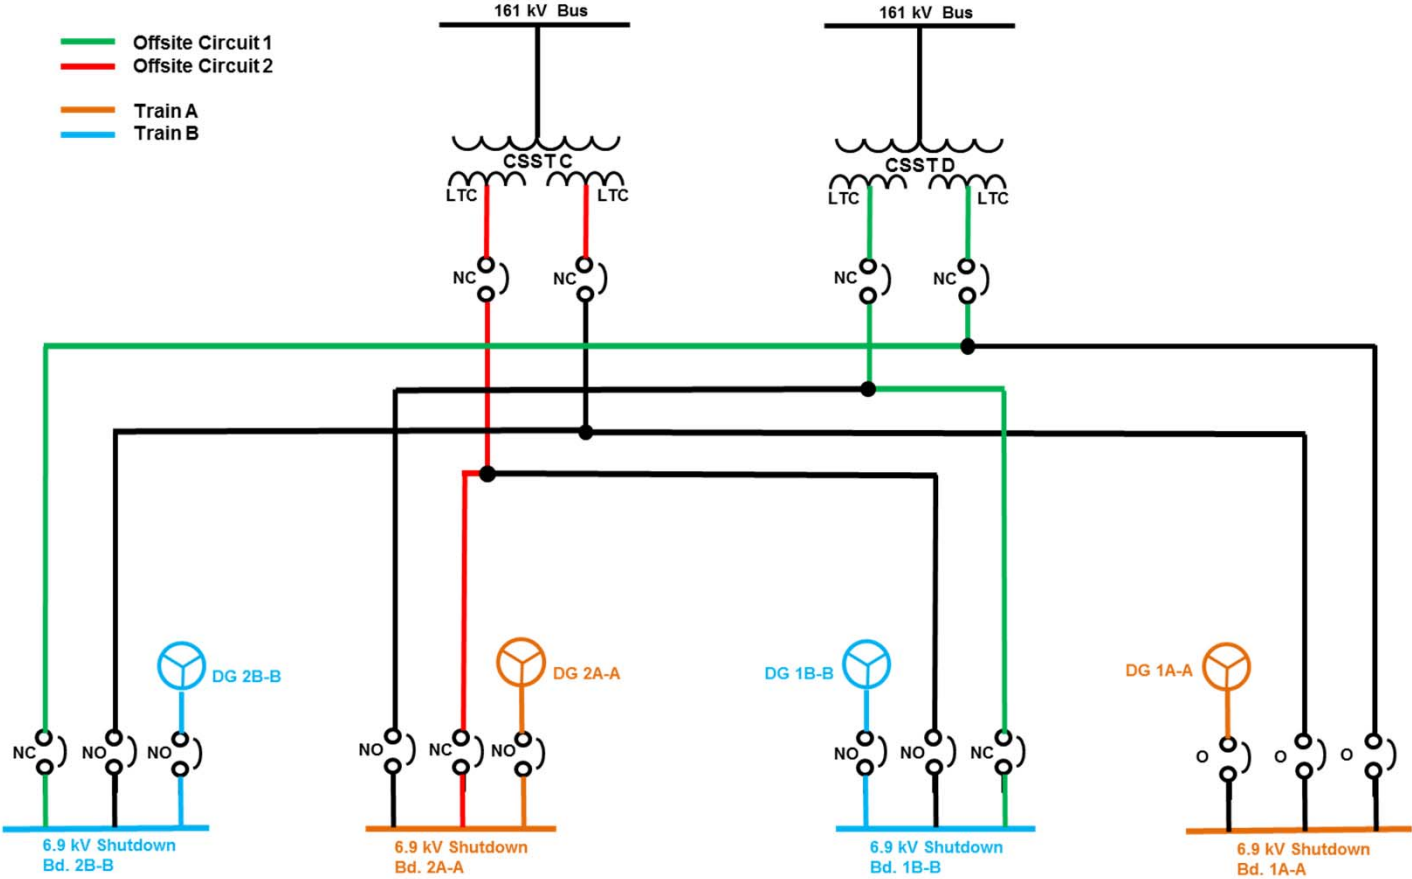 161 kV Bus
161 kV Bus
Offsite Circuit 1
Offsite Circuit 2
Train A
Train B
CSST C
CSST D
LTC
LTC
LTC
LTC
NC
NC
NC
NC
DG 2B-B
DG 2A-A
DG 1B-B
DG 1A-A
NC
NO
NO
NO
NC
NO
NO
NO
NC
O
O
O
6.9 kV Shutdown
Bd. 2B-B
6.9 kV Shutdown
Bd. 2A-A
6.9 kV Shutdown
Bd. 1B-B
6.9 kV Shutdown
Bd. 1A-A